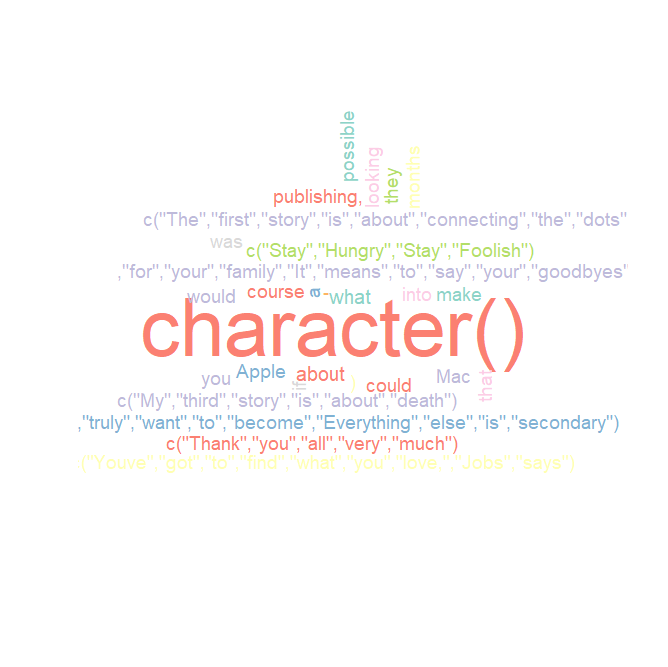 possible
looking
they
months
publishing,
c("The","first","story","is","about","connecting","the","dots"
was
c("Stay","Hungry","Stay","Foolish")
,"for","your","family","It","means","to","say","your","goodbyes"
would
course
a
-
what
into
make
character()
you
Apple
if
about
)
could
Mac
that
c("My","third","story","is","about","death")
,"truly","want","to","become","Everything","else","is","secondary")
c("Thank","you","all","very","much")
("Youve","got","to","find","what","you","love,","Jobs","says")